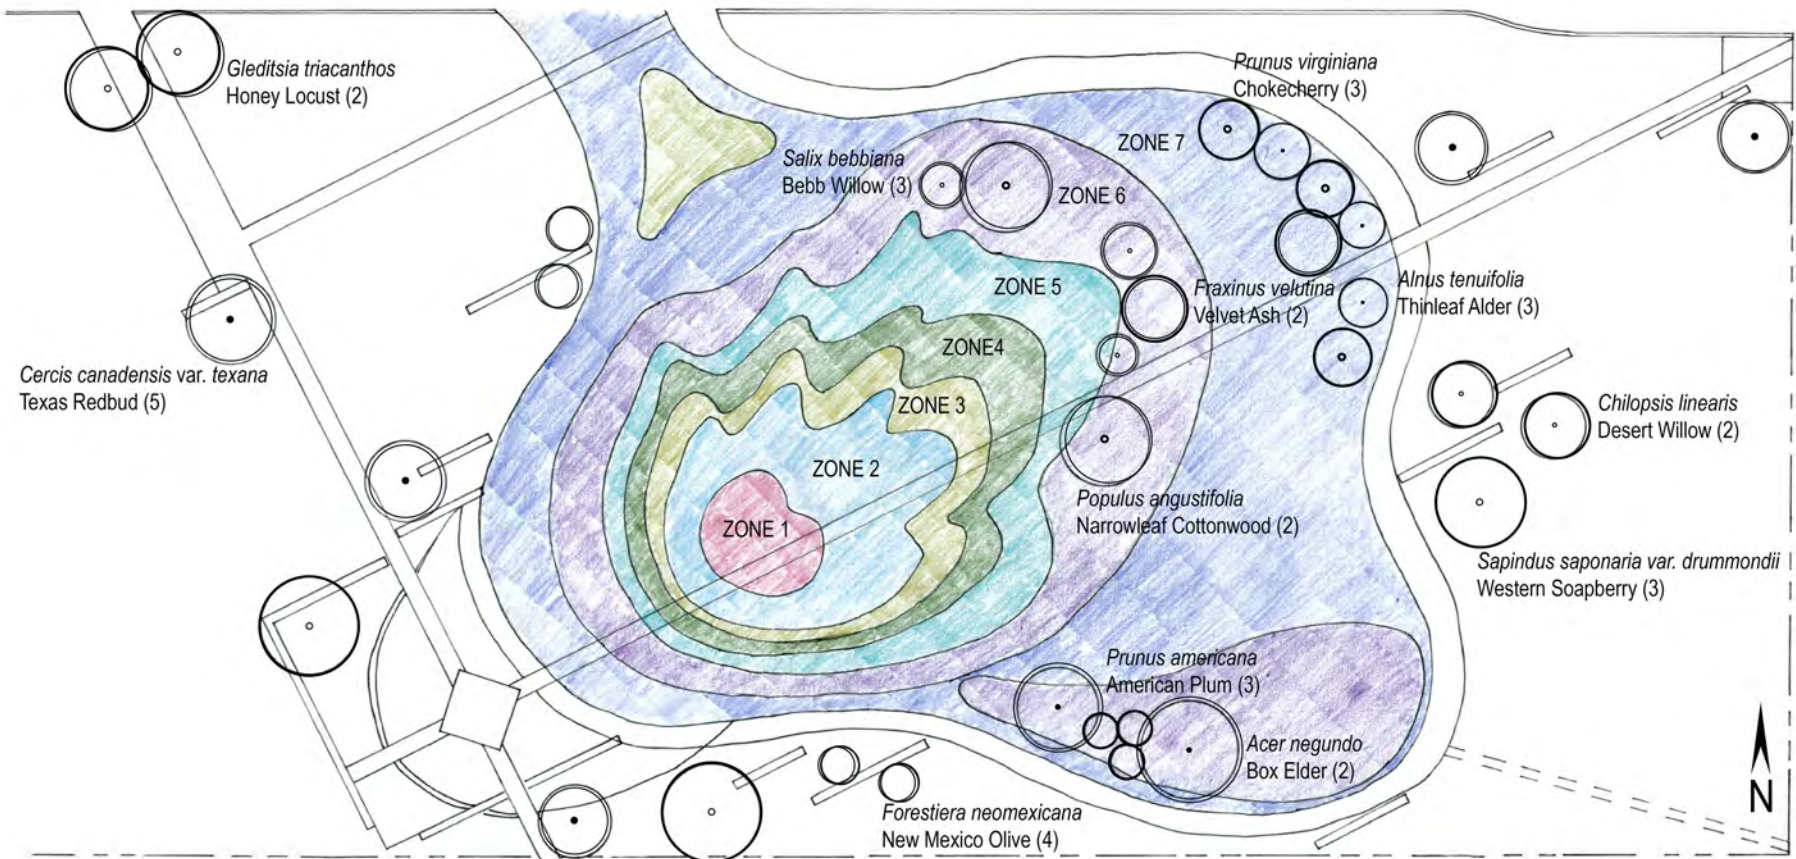 Gleditsia triacanthos
Honey Locust (2)
Prunus virginiana
Chokecherry (3)
ZONE 7
Salix bebbiana
Bebb Willow (3)
ZONE 6
ZONE 5
Fraxinus velutina
Velvet Ash (2)
Alnus tenuifolia
Thinleaf Alder (3)
ZONE4
Cercis canadensis var. texana
Texas Redbud (5)
ZONE 3
Chilopsis linearis
Desert Willow (2)
ZONE 2
Populus angustifolia
Narrowleaf Cottonwood (2)
ZONE 1
Sapindus saponaria var. drummondii
Western Soapberry (3)
Prunus americana
American Plum (3)
Acer negundo
Box Elder (2)
N
Forestiera neomexicana
New Mexico Olive (4)